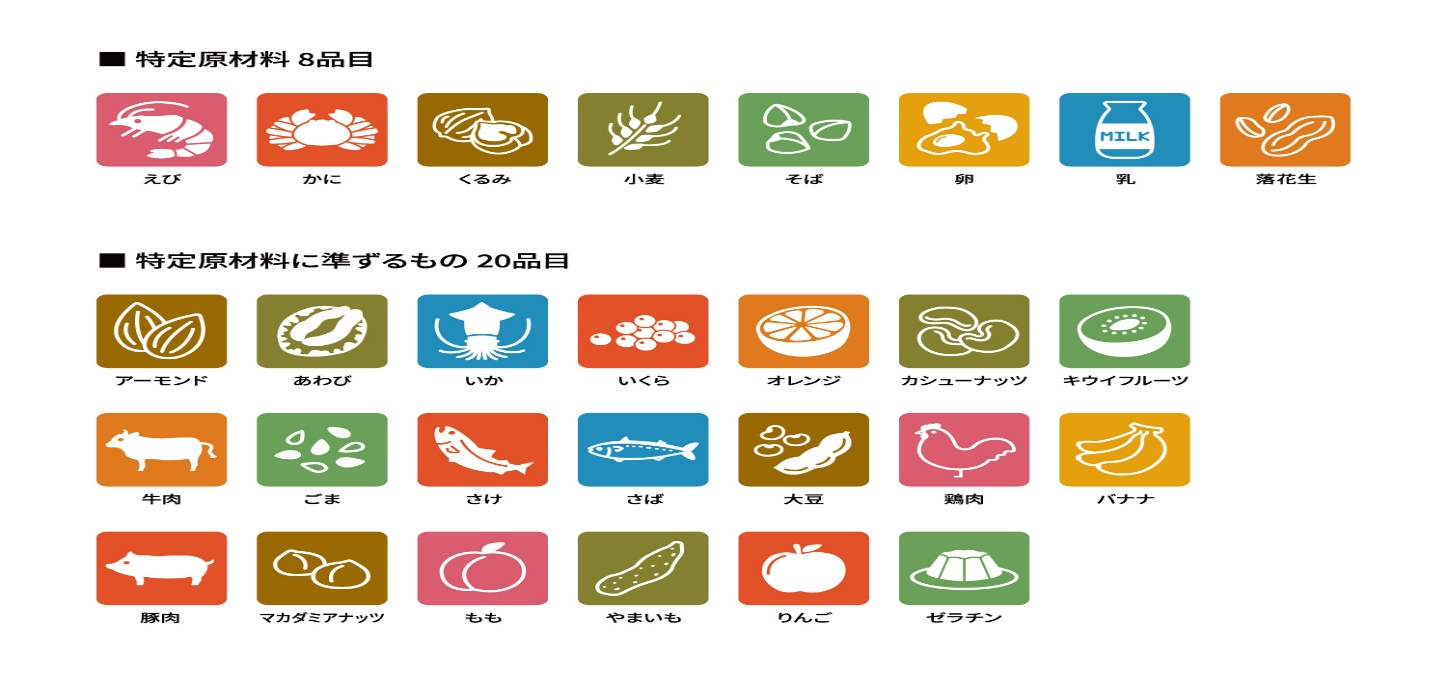 ■ 特定原材料 8品目
えび かに くるみ 小麦 そば 卵 MILK 乳 落花生
■ 特定原材料に準ずるもの 20品目
アーモンド あわび いか いくら オレンジ カシューナッツ キウイフルーツ
牛肉 ごま さけ さば 大豆 鶏肉 バナナ
豚肉 マカダミアナッツ もも やまいも りんご ゼラチン